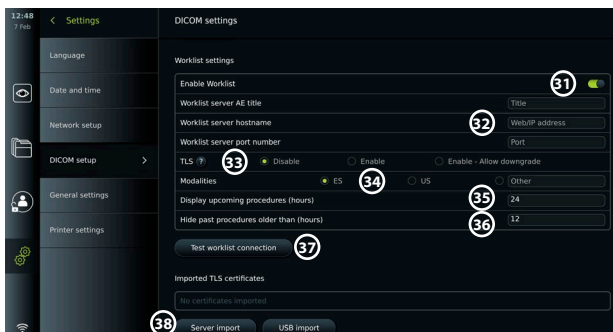 12:48
7 Feb
Settings
DICOM settings
Language
Date and time
Network setup
DICOM setup
General settings
Printer settings
Worklist settings
Enable Worklist 31
Worklist server AE title Title
Worklist server hostname 32 Web/IP address
Worklist server port number Port
TLS ? 33 Disable Enable Enable - Allow downgrade
Modalities ES 34 US Other
Display upcoming procedures (hours) 35 24
Hide past procedures older than (hours) 36 12
Test worklist connection 37
Imported TLS certificates
No certificates imported
38 Server import USB import